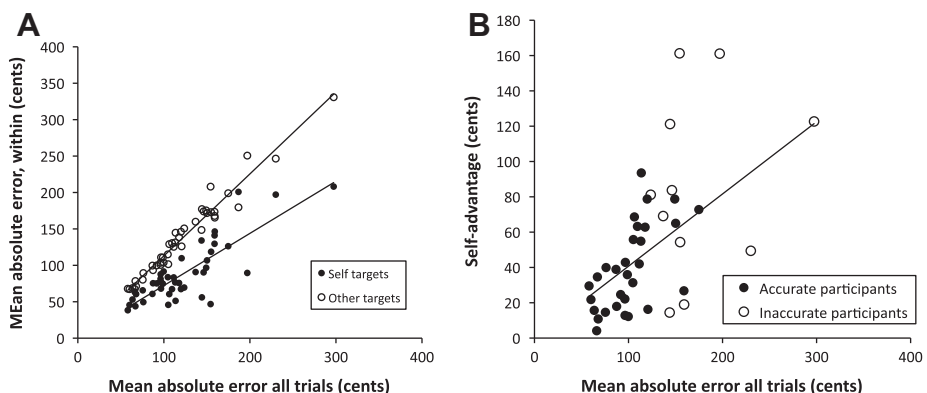 A
MEan absolute error, within (cents)
400
350
300
250
200
150
100
50
0
0 100 200 300 400
Mean absolute error all trials (cents)
Self targets
Other targets
B
Self-advantage (cents)
180
160
140
120
100
80
60
40
20
0
0 100 200 300 400
Mean absolute error all trials (cents)
Accurate participants
Inaccurate participants